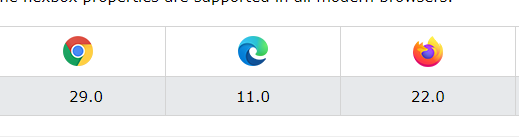 flexbox properties are supported in all modern browsers.
29.0 11.0 22.0